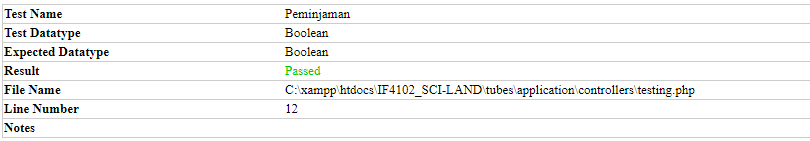 Test Name Peminjaman
Test Datatype Boolean
Expected Datatype Boolean
Result Passed
File Name C:\xampp\htdocs\IF4102_SCI-LAND\tubes\application\controllers\testing.php
Line Number 12
Notes